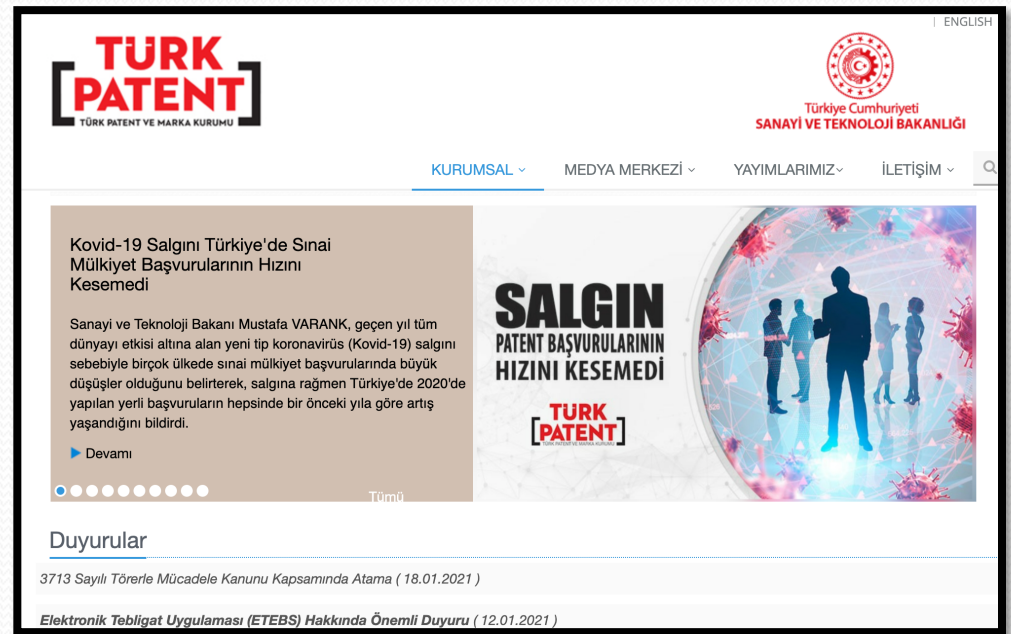 ENGLISH
TÜRK
PATENT
TÜRK PATENT VE MARKA KURUMU
Türkiye Cumhuriyeti
SANAYİ VE TEKNOLOJİ BAKANLIĞI
KURUMSAL
MEDYA MERKEZİ
YAYIMLARIMIZ
İLETİŞİM
Kovid-19 Salgını Türkiye'de Sınai
Mülkiyet Başvurularının Hızını
Kesemedi
Sanayi ve Teknoloji Bakanı Mustafa VARANK, geçen yıl tüm
dünyayı etkisi altına alan yeni tip koronavirüs (Kovid-19) salgını
sebebiyle birçok ülkede sınai mülkiyet başvurularında büyük
düşüşler olduğunu belirterek, salgına rağmen Türkiye'de 2020'de
yapılan yerli başvuruların hepsinde bir önceki yıla göre artış
yaşandığını bildirdi.
Devamı
Tümü
SALGIN
PATENT BAŞVURULARININ
HIZINI KESEMEDİ
TÜRK
PATENT
TÜRK PATENT VE MARKA KURUMU
Duyurular
3713 Sayılı Törerle Mücadele Kanunu Kapsamında Atama ( 18.01.2021 )
Elektronik Tebligat Uygulaması (ETEBS) Hakkında Önemli Duyuru ( 12.01.2021 )